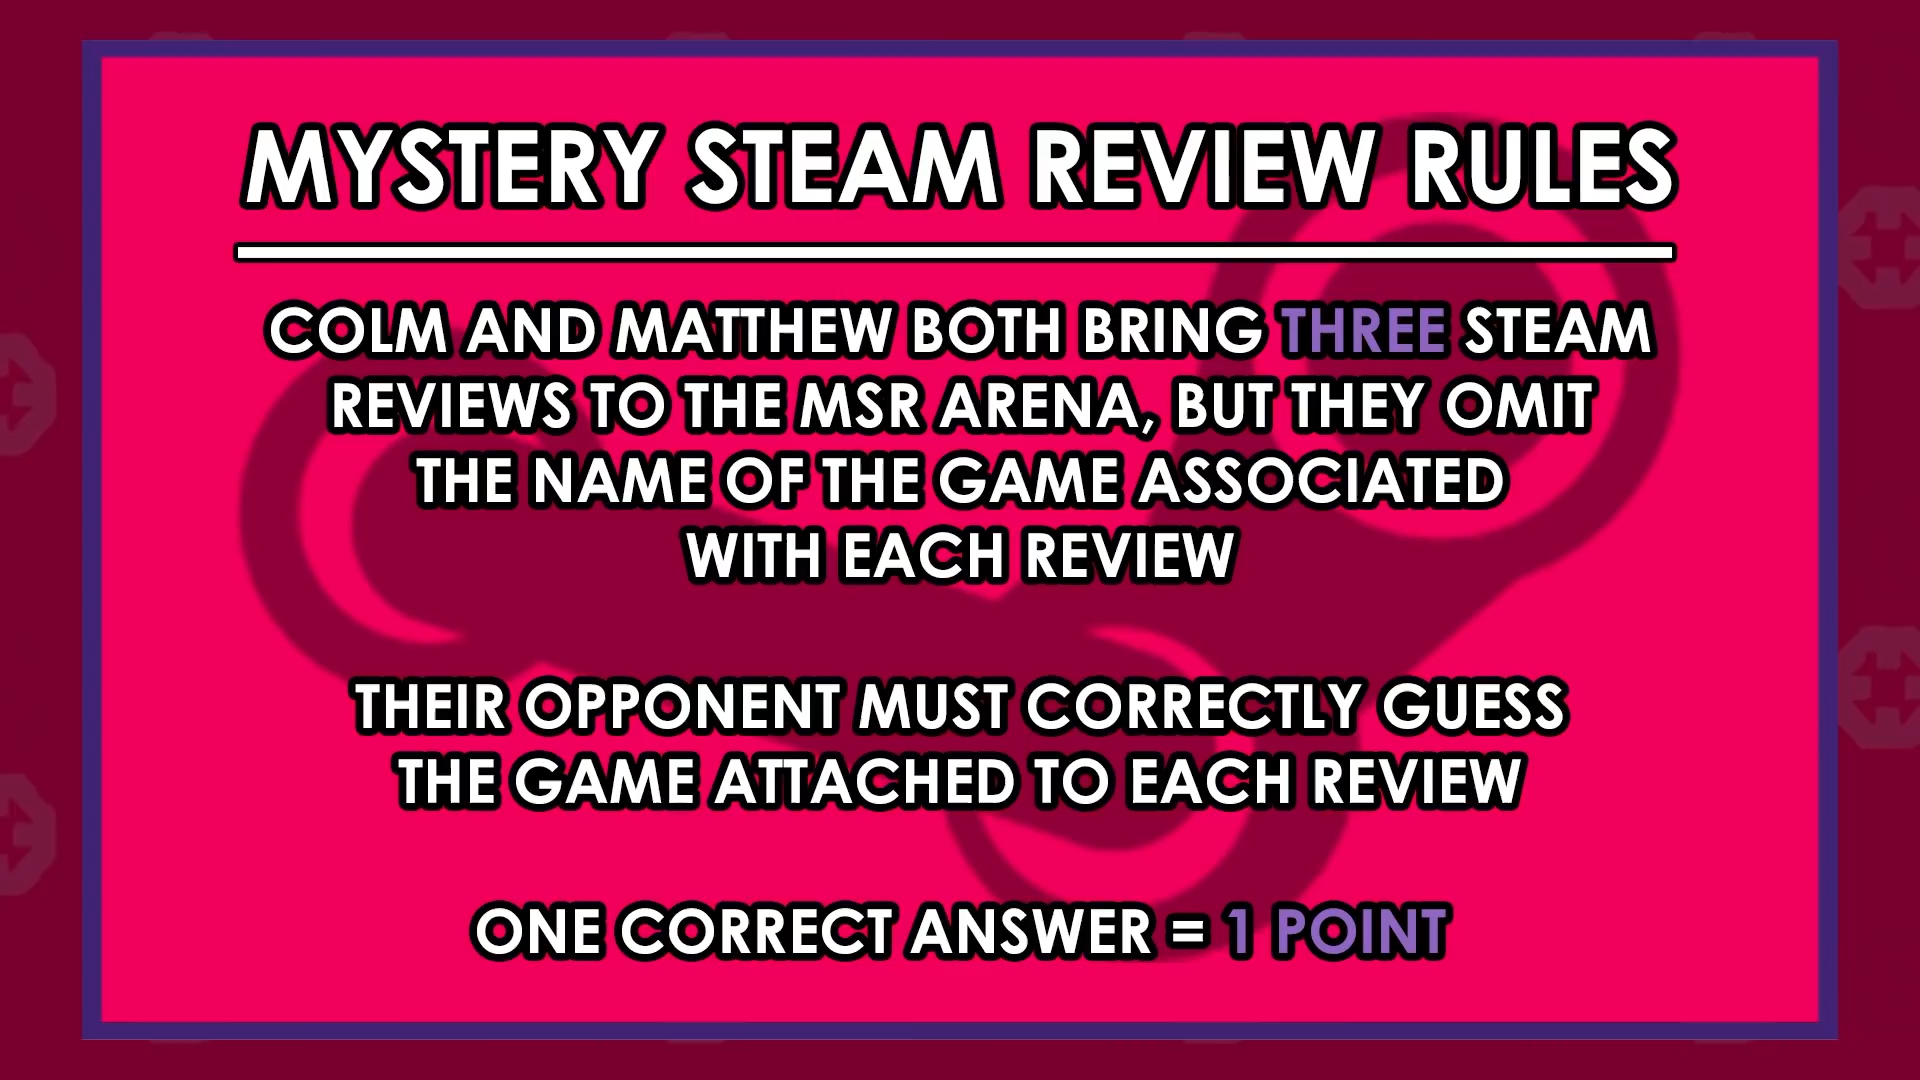 MYSTERY STEAM REVIEW RULES
COLM AND MATTHEW BOTH BRING THREE STEAM
REVIEWS TO THE MSR ARENA, BUT THEY OMIT
THE NAME OF THE GAME ASSOCIATED
WITH EACH REVIEW
THEIR OPPONENT MUST CORRECTLY GUESS
THE GAME ATTACHED TO EACH REVIEW
ONE CORRECT ANSWER = 1 POINT